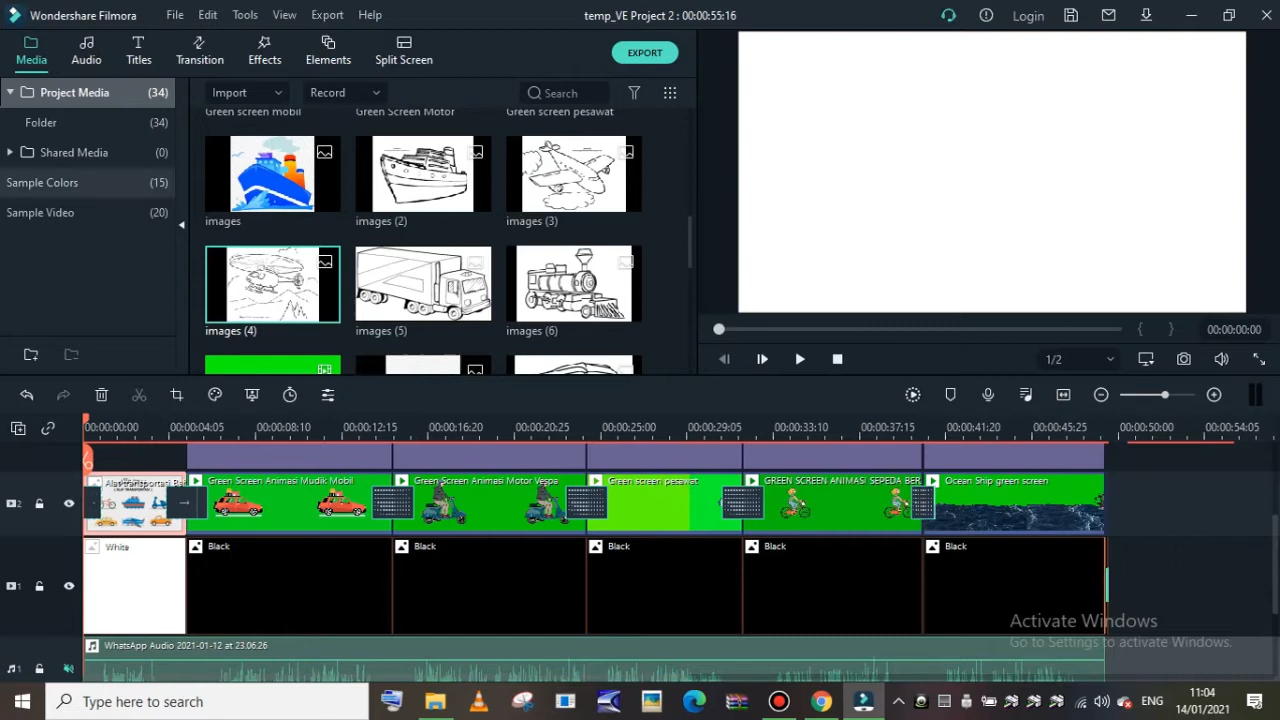 Wondershare Filmora
File
Edit
Tools
View
Export
Help
temp_VE Project 2 : 00:00:55:16
Login
Media
Audio
Titles
Transition
Effects
Elements
Split Screen
EXPORT
Project Media
(34)
Import
Record
Search
Folder
(34)
Shared Media
(0)
Sample Colors
(15)
Sample Video
(20)
Green screen mobil
Green Screen Motor
Green screen pesawat
images
images (2)
images (3)
images (4)
images (5)
images (6)
{ }
00:00:00:00
1/2
00:00:00:00
00:00:04:05
00:00:08:10
00:00:12:15
00:00:16:20
00:00:20:25
00:00:25:00
00:00:29:05
00:00:33:10
00:00:37:15
00:00:41:20
00:00:45:25
00:00:50:00
00:00:54:05
Alat transportasi
Green Screen Animasi Mudik Mobil
Green Screen Animasi Motor Vespa
Green screen pesawat
GREEN SCREEN ANIMASI SEPEDA BER
Ocean Ship green screen
1
White
Black
Black
Black
Black
Black
1
WhatsApp Audio 2021-01-12 at 23.06.26
1
Activate Windows
Go to Settings to activate Windows.
Type here to search
ENG
11:04
14/01/2021